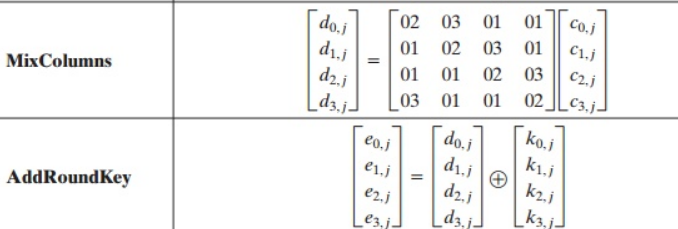 MixColumns
[d0,j] = [02 03 01 01] [c0,j]
[d1,j] = [01 02 03 01] [c1,j]
[d2,j] = [01 01 02 03] [c2,j]
[d3,j] = [03 01 01 02] [c3,j]
AddRoundKey
[e0,j] = [d0,j] ⊕ [k0,j]
[e1,j] = [d1,j] ⊕ [k1,j]
[e2,j] = [d2,j] ⊕ [k2,j]
[e3,j] = [d3,j] ⊕ [k3,j]